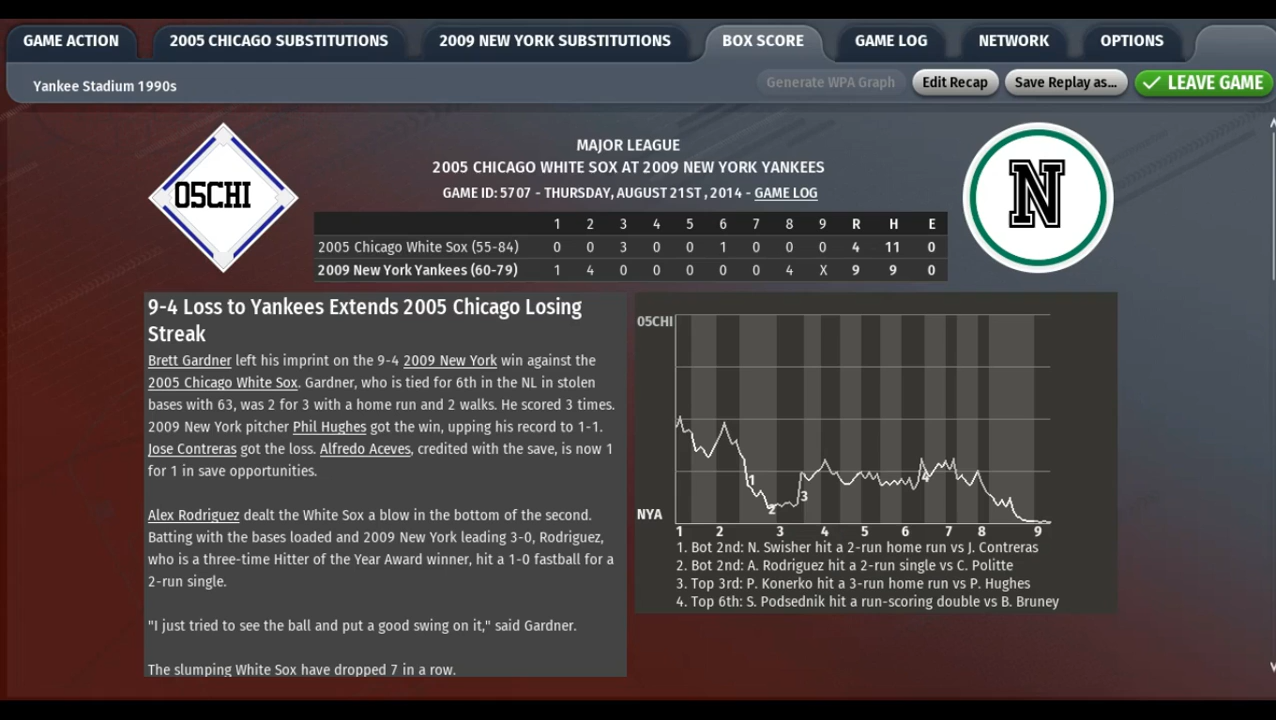 GAME ACTION 2005 CHICAGO SUBSTITUTIONS 2009 NEW YORK SUBSTITUTIONS BOX SCORE GAME LOG NETWORK OPTIONS
Yankee Stadium 1990s Generate WPA Graph Edit Recap Save Replay as... LEAVE GAME
05CHI
MAJOR LEAGUE
2005 CHICAGO WHITE SOX AT 2009 NEW YORK YANKEES
GAME ID: 5707 - THURSDAY, AUGUST 21ST , 2014 - GAME LOG
N
1 2 3 4 5 6 7 8 9 R H E
2005 Chicago White Sox (55-84) 0 0 3 0 0 1 0 0 0 4 11 0
2009 New York Yankees (60-79) 1 4 0 0 0 0 0 4 X 9 9 0
9-4 Loss to Yankees Extends 2005 Chicago Losing
Streak
Brett Gardner left his imprint on the 9-4 2009 New York win against the
2005 Chicago White Sox. Gardner, who is tied for 6th in the NL in stolen
bases with 63, was 2 for 3 with a home run and 2 walks. He scored 3 times.
2009 New York pitcher Phil Hughes got the win, upping his record to 1-1.
Jose Contreras got the loss. Alfredo Aceves, credited with the save, is now 1
for 1 in save opportunities.
Alex Rodriguez dealt the White Sox a blow in the bottom of the second.
Batting with the bases loaded and 2009 New York leading 3-0, Rodriguez,
who is a three-time Hitter of the Year Award winner, hit a 1-0 fastball for a
2-run single.
"I just tried to see the ball and put a good swing on it," said Gardner.
The slumping White Sox have dropped 7 in a row.
05CHI
1
2
3
4
NYA
1 2 3 4 5 6 7 8 9
1. Bot 2nd: N. Swisher hit a 2-run home run vs J. Contreras
2. Bot 2nd: A. Rodriguez hit a 2-run single vs C. Politte
3. Top 3rd: P. Konerko hit a 3-run home run vs P. Hughes
4. Top 6th: S. Podsednik hit a run-scoring double vs B. Bruney